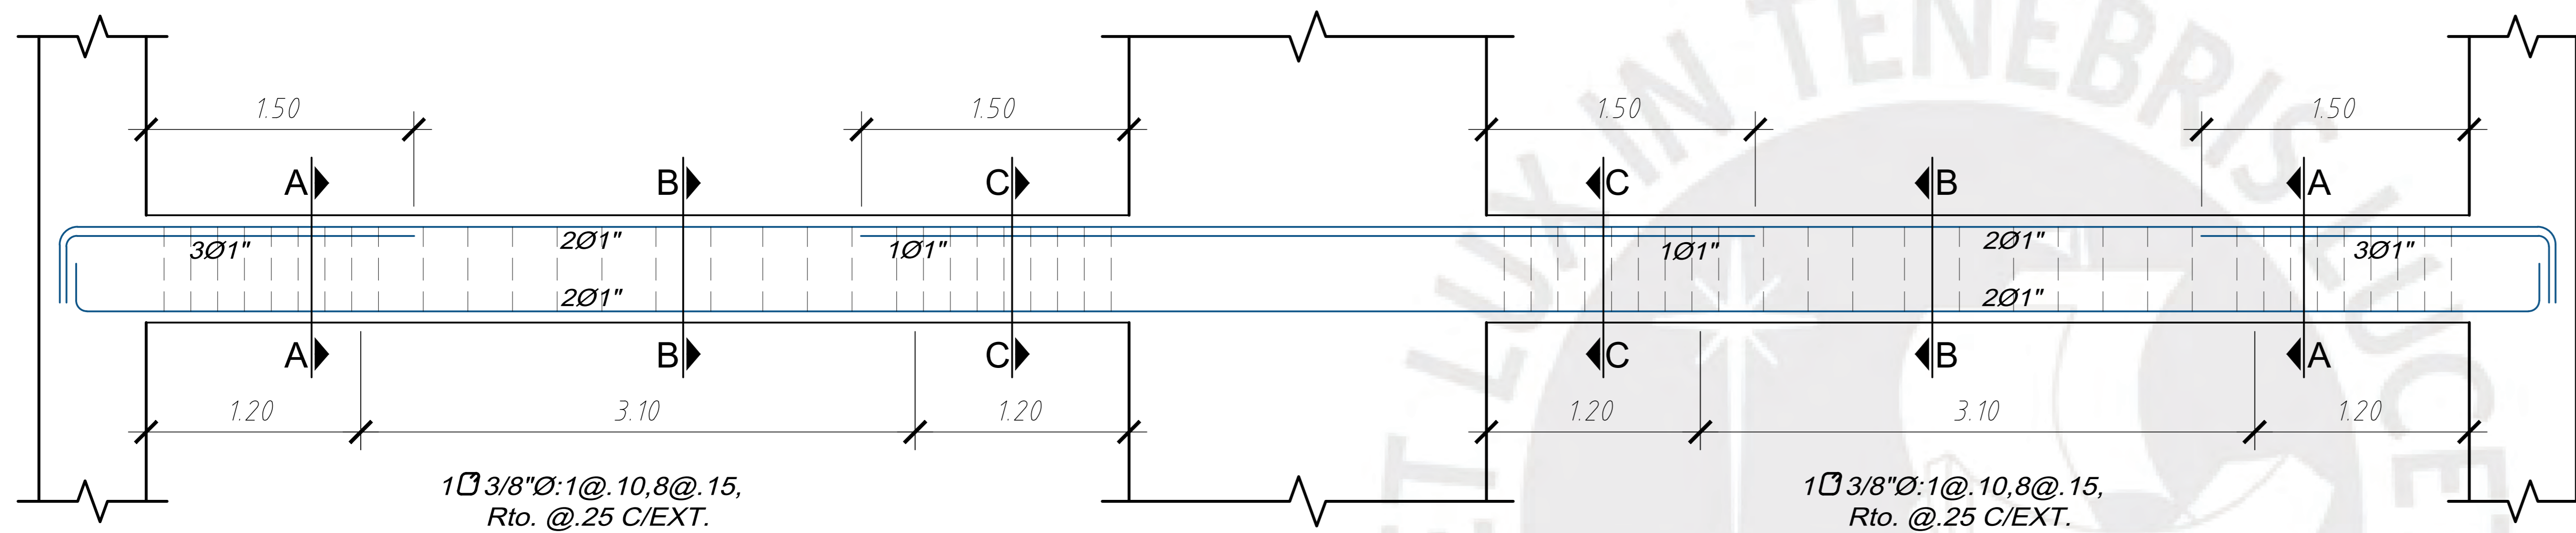 1.50
1.50
1.50
1.50
A
B
C
C
B
A
3Ø1"
2Ø1"
1Ø1"
1Ø1"
2Ø1"
3Ø1"
2Ø1"
2Ø1"
A
B
C
C
B
A
1.20
3.10
1.20
1.20
3.10
1.20
1 3/8"Ø:1@.10,8@.15,
Rto. @.25 C/EXT.
1 3/8"Ø:1@.10,8@.15,
Rto. @.25 C/EXT.
ET LUX IN TENEBRIS LUCET